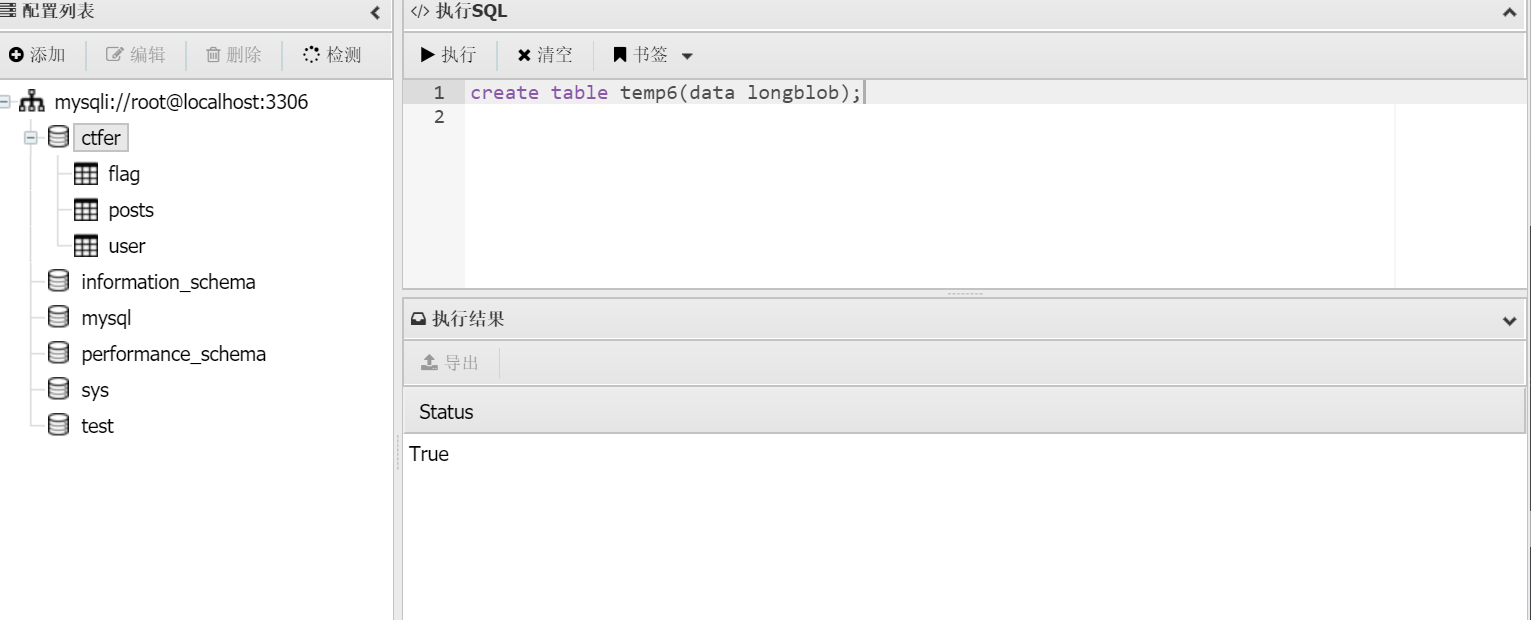 配置列表
添加 编辑 删除 检测
mysqli://root@localhost:3306
ctfer
flag
posts
user
information_schema
mysql
performance_schema
sys
test
</> 执行SQL
执行 清空 书签
1 create table temp6(data longblob);
2
执行结果
导出
Status
True